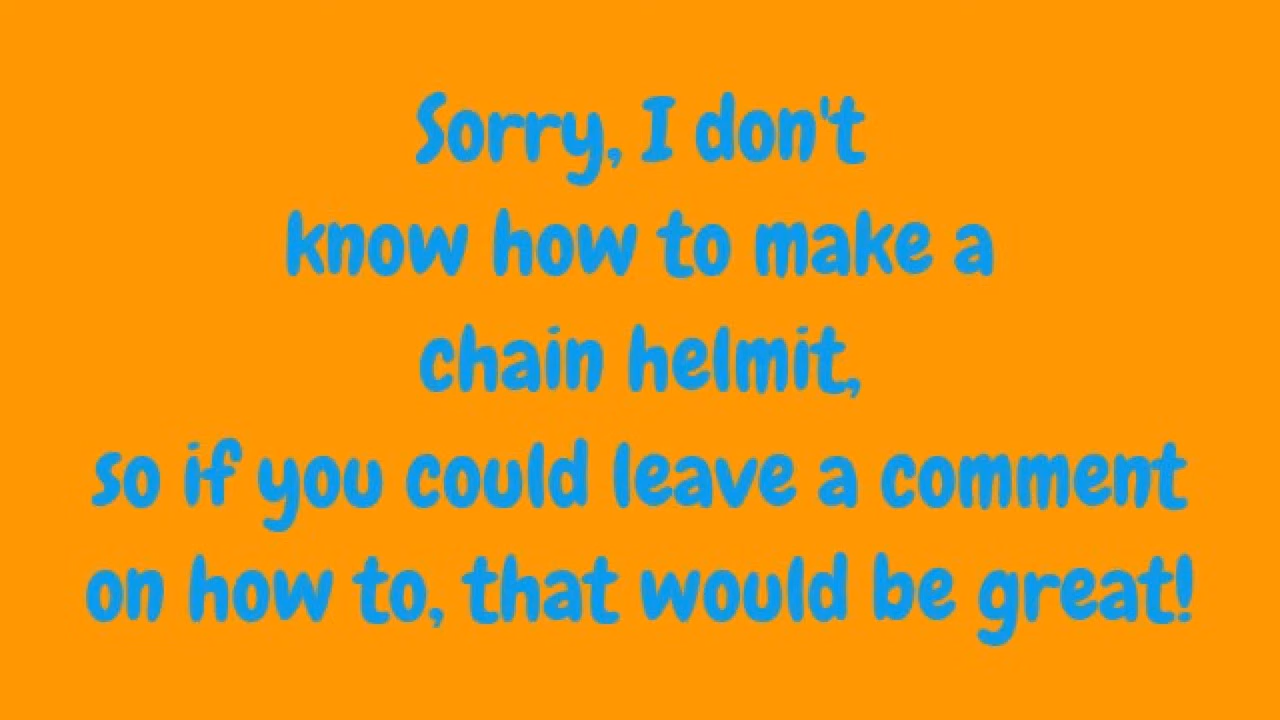 Sorry, I don't
know how to make a
chain helmit,
so if you could leave a comment
on how to, that would be great!